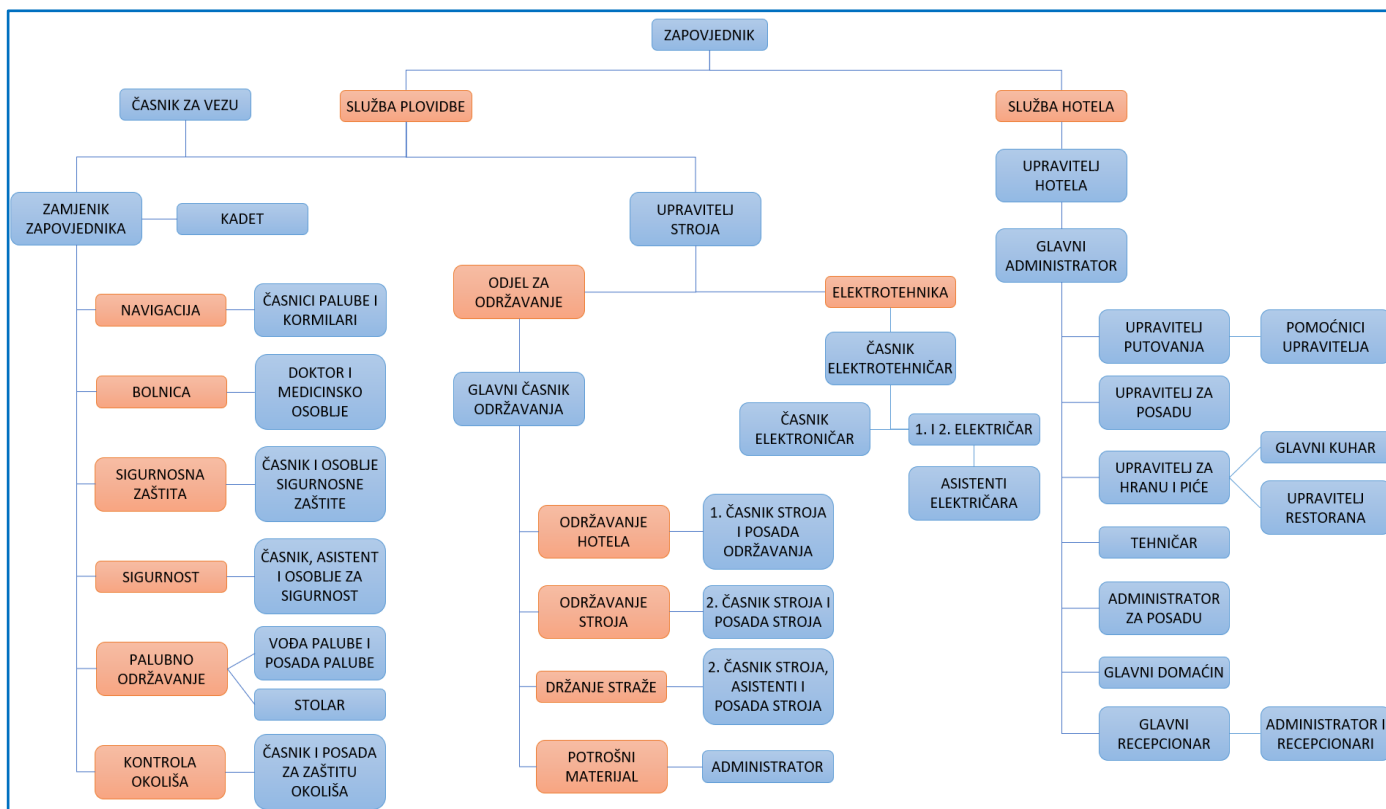 ZAPOVJEDNIK
ČASNIK ZA VEZU
SLUŽBA PLOVIDBE
SLUŽBA HOTELA
ZAMJENIK
ZAPOVJEDNIKA
KADET
UPRAVITELJ
STROJA
UPRAVITELJ
HOTELA
GLAVNI
ADMINISTRATOR
NAVIGACIJA
ČASNICI PALUBE I
KORMILARI
BOLNICA
DOKTOR I
MEDICINSKO
OSOBLJE
SIGURNOSNA
ZAŠTITA
ČASNIK I OSOBLJE
SIGURNOSNE
ZAŠTITE
SIGURNOST
ČASNIK, ASISTENT
I OSOBLJE ZA
SIGURNOST
PALUBNO
ODRŽAVANJE
VOĐA PALUBE I
POSADA PALUBE
STOLAR
KONTROLA
OKOLIŠA
ČASNIK I POSADA
ZA ZAŠTITU
OKOLIŠA
ODJEL ZA
ODRŽAVANJE
GLAVNI ČASNIK
ODRŽAVANJA
ODRŽAVANJE
HOTELA
1. ČASNIK STROJA
I POSADA
ODRŽAVANJA
ODRŽAVANJE
STROJA
2. ČASNIK STROJA I
POSADA STROJA
DRŽANJE STRAŽE
2. ČASNIK STROJA,
ASISTENTI I
POSADA STROJA
POTROŠNI
MATERIJAL
ADMINISTRATOR
ELEKTROTEHNIKA
ČASNIK
ELEKTROTEHNIČAR
ČASNIK
ELEKTRONIČAR
1. I 2. ELEKTRIČAR
ASISTENTI
ELEKTRIČARA
UPRAVITELJ
PUTOVANJA
POMOĆNICI
UPRAVITELJA
UPRAVITELJ ZA
POSADU
UPRAVITELJ ZA
HRANU I PIĆE
GLAVNI KUHAR
UPRAVITELJ
RESTORANA
TEHNIČAR
ADMINISTRATOR
ZA POSADU
GLAVNI DOMAĆIN
GLAVNI
RECEPCIONAR
ADMINISTRATOR I
RECEPCIONARI